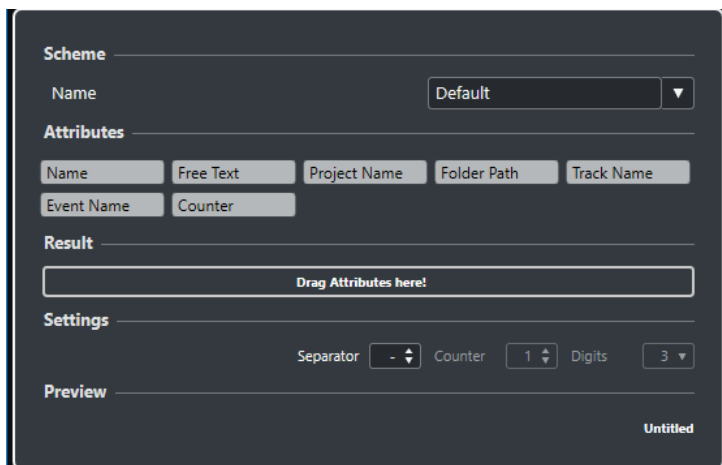 Scheme
Name Default
Attributes
Name Free Text Project Name Folder Path Track Name
Event Name Counter
Result
Drag Attributes here!
Settings
Separator - Counter 1 Digits 3
Preview
Untitled